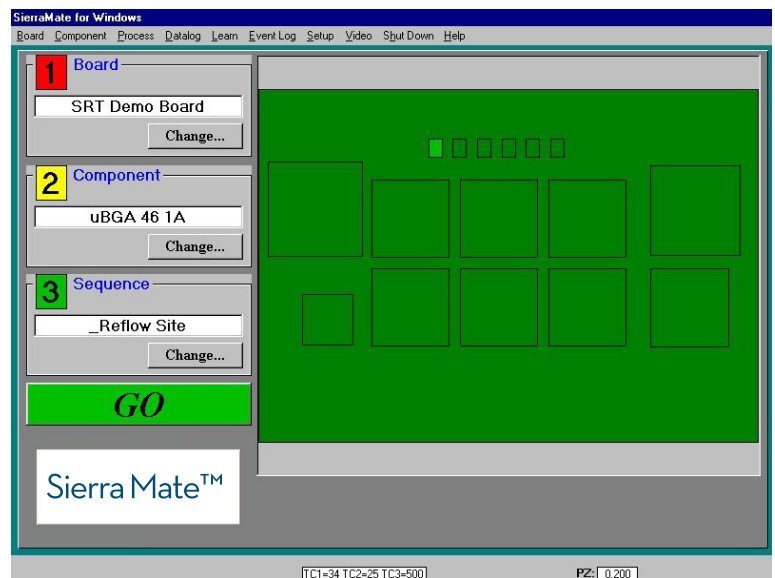 SierraMate for Windows
Board Component Process Datalog Learn Event Log Setup Video Shut Down Help
1 Board
SRT Demo Board
Change...
2 Component
uBGA 46 1A
Change...
3 Sequence
_Reflow Site
Change...
GO
Sierra Mate™
TC1=34 TC2=25 TC3=500 PZ: 0.200